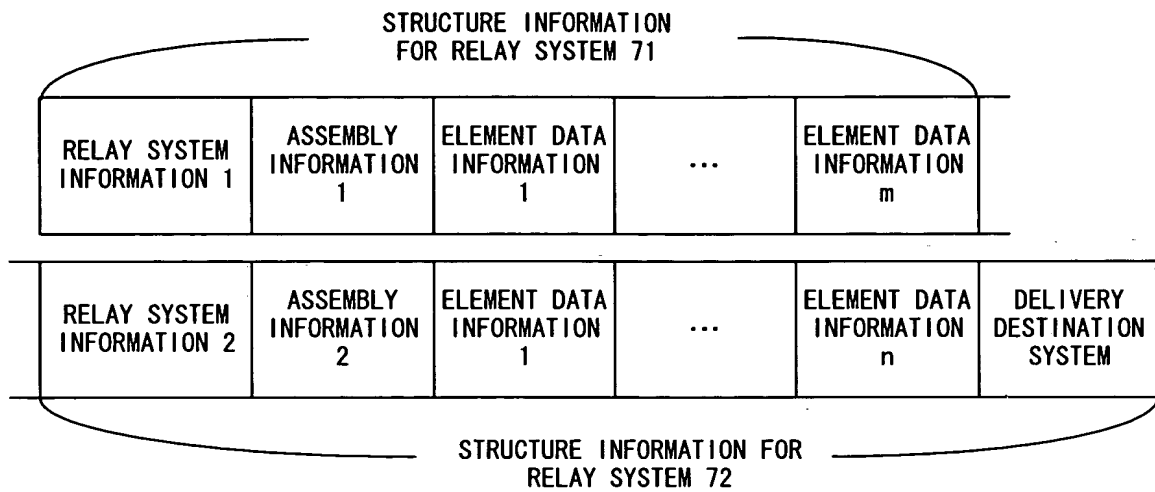 STRUCTURE INFORMATION
FOR RELAY SYSTEM 71
RELAY SYSTEM
INFORMATION 1
ASSEMBLY
INFORMATION
1
ELEMENT DATA
INFORMATION
1
...
ELEMENT DATA
INFORMATION
m
RELAY SYSTEM
INFORMATION 2
ASSEMBLY
INFORMATION
2
ELEMENT DATA
INFORMATION
1
...
ELEMENT DATA
INFORMATION
n
DELIVERY
DESTINATION
SYSTEM
STRUCTURE INFORMATION FOR
RELAY SYSTEM 72